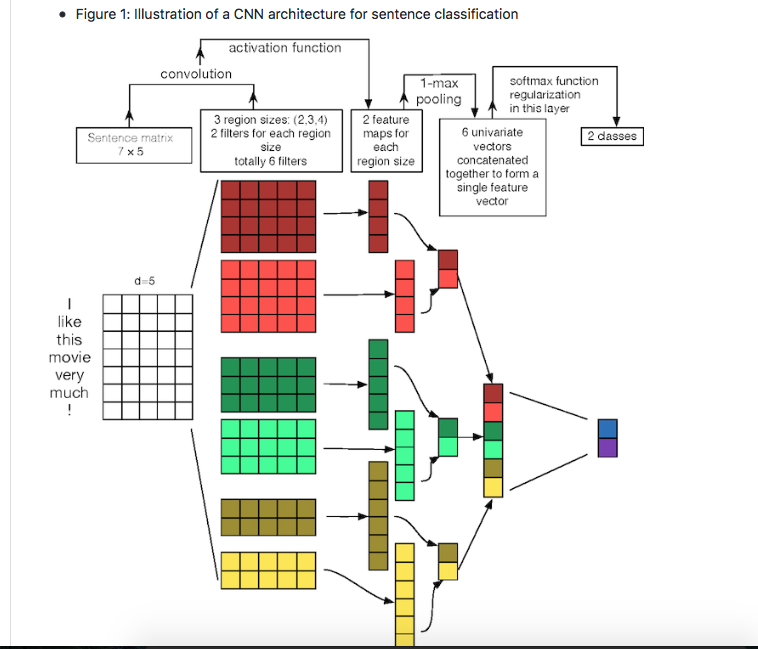 Figure 1: Illustration of a CNN architecture for sentence classification
activation function
convolution
1-max
pooling
softmax function
regularization
in this layer
Sentence matrix
7 × 5
3 region sizes: (2,3,4)
2 filters for each region
size
totally 6 filters
2 feature
maps for
each
region size
6 univariate
vectors
concatenated
together to form a
single feature
vector
2 classes
d=5
I
like
this
movie
very
much
!